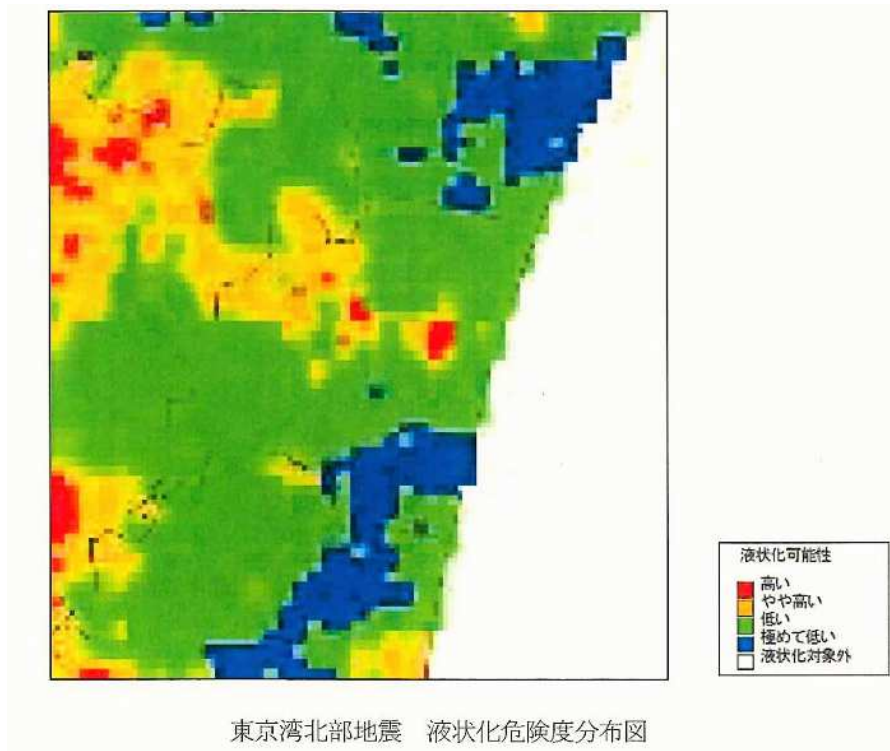 液状化可能性
高い
やや高い
低い
極めて低い
液状化対象外
東京湾北部地震　液状化危険度分布図